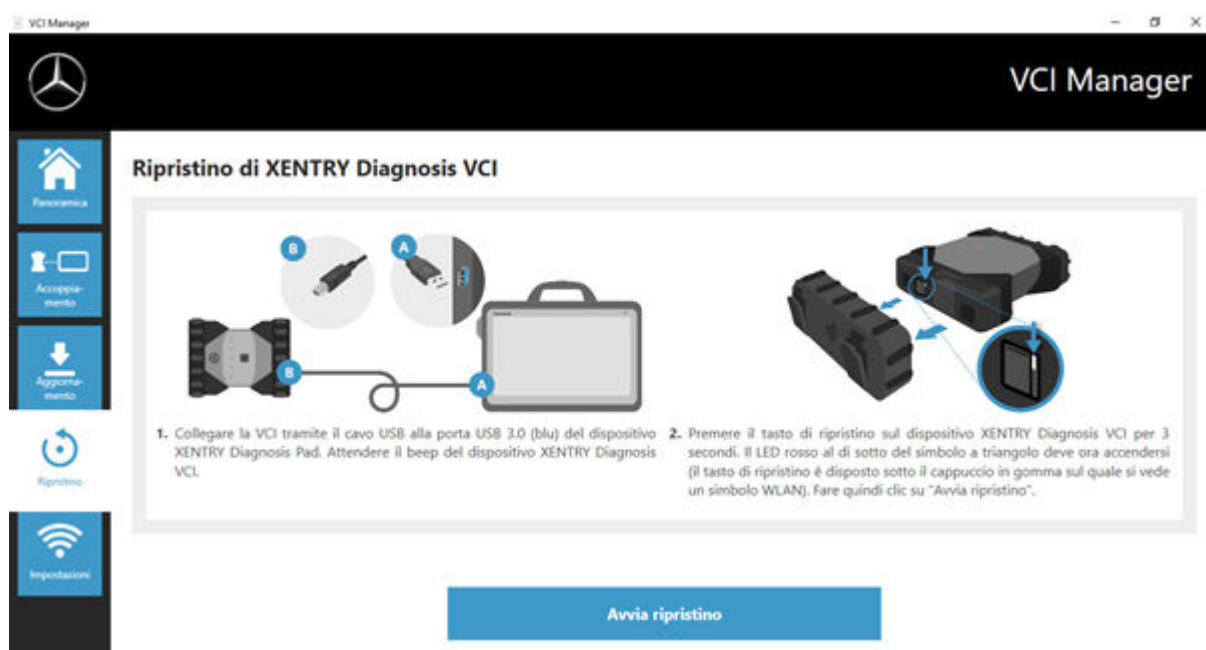 VCI Manager
VCI Manager
Panoramica
Accoppia-
mento
Aggiorna-
mento
Ripristino
Impostazioni
Ripristino di XENTRY Diagnosis VCI
B
A
B
A
1. Collegare la VCI tramite il cavo USB alla porta USB 3.0 (blu) del dispositivo
XENTRY Diagnosis Pad. Attendere il beep del dispositivo XENTRY Diagnosis
VCI.
2. Premere il tasto di ripristino sul dispositivo XENTRY Diagnosis VCI per 3
secondi. Il LED rosso al di sotto del simbolo a triangolo deve ora accendersi
(il tasto di ripristino è disposto sotto il cappuccio in gomma sul quale si vede
un simbolo WLAN). Fare quindi clic su "Avvia ripristino".
Avvia ripristino